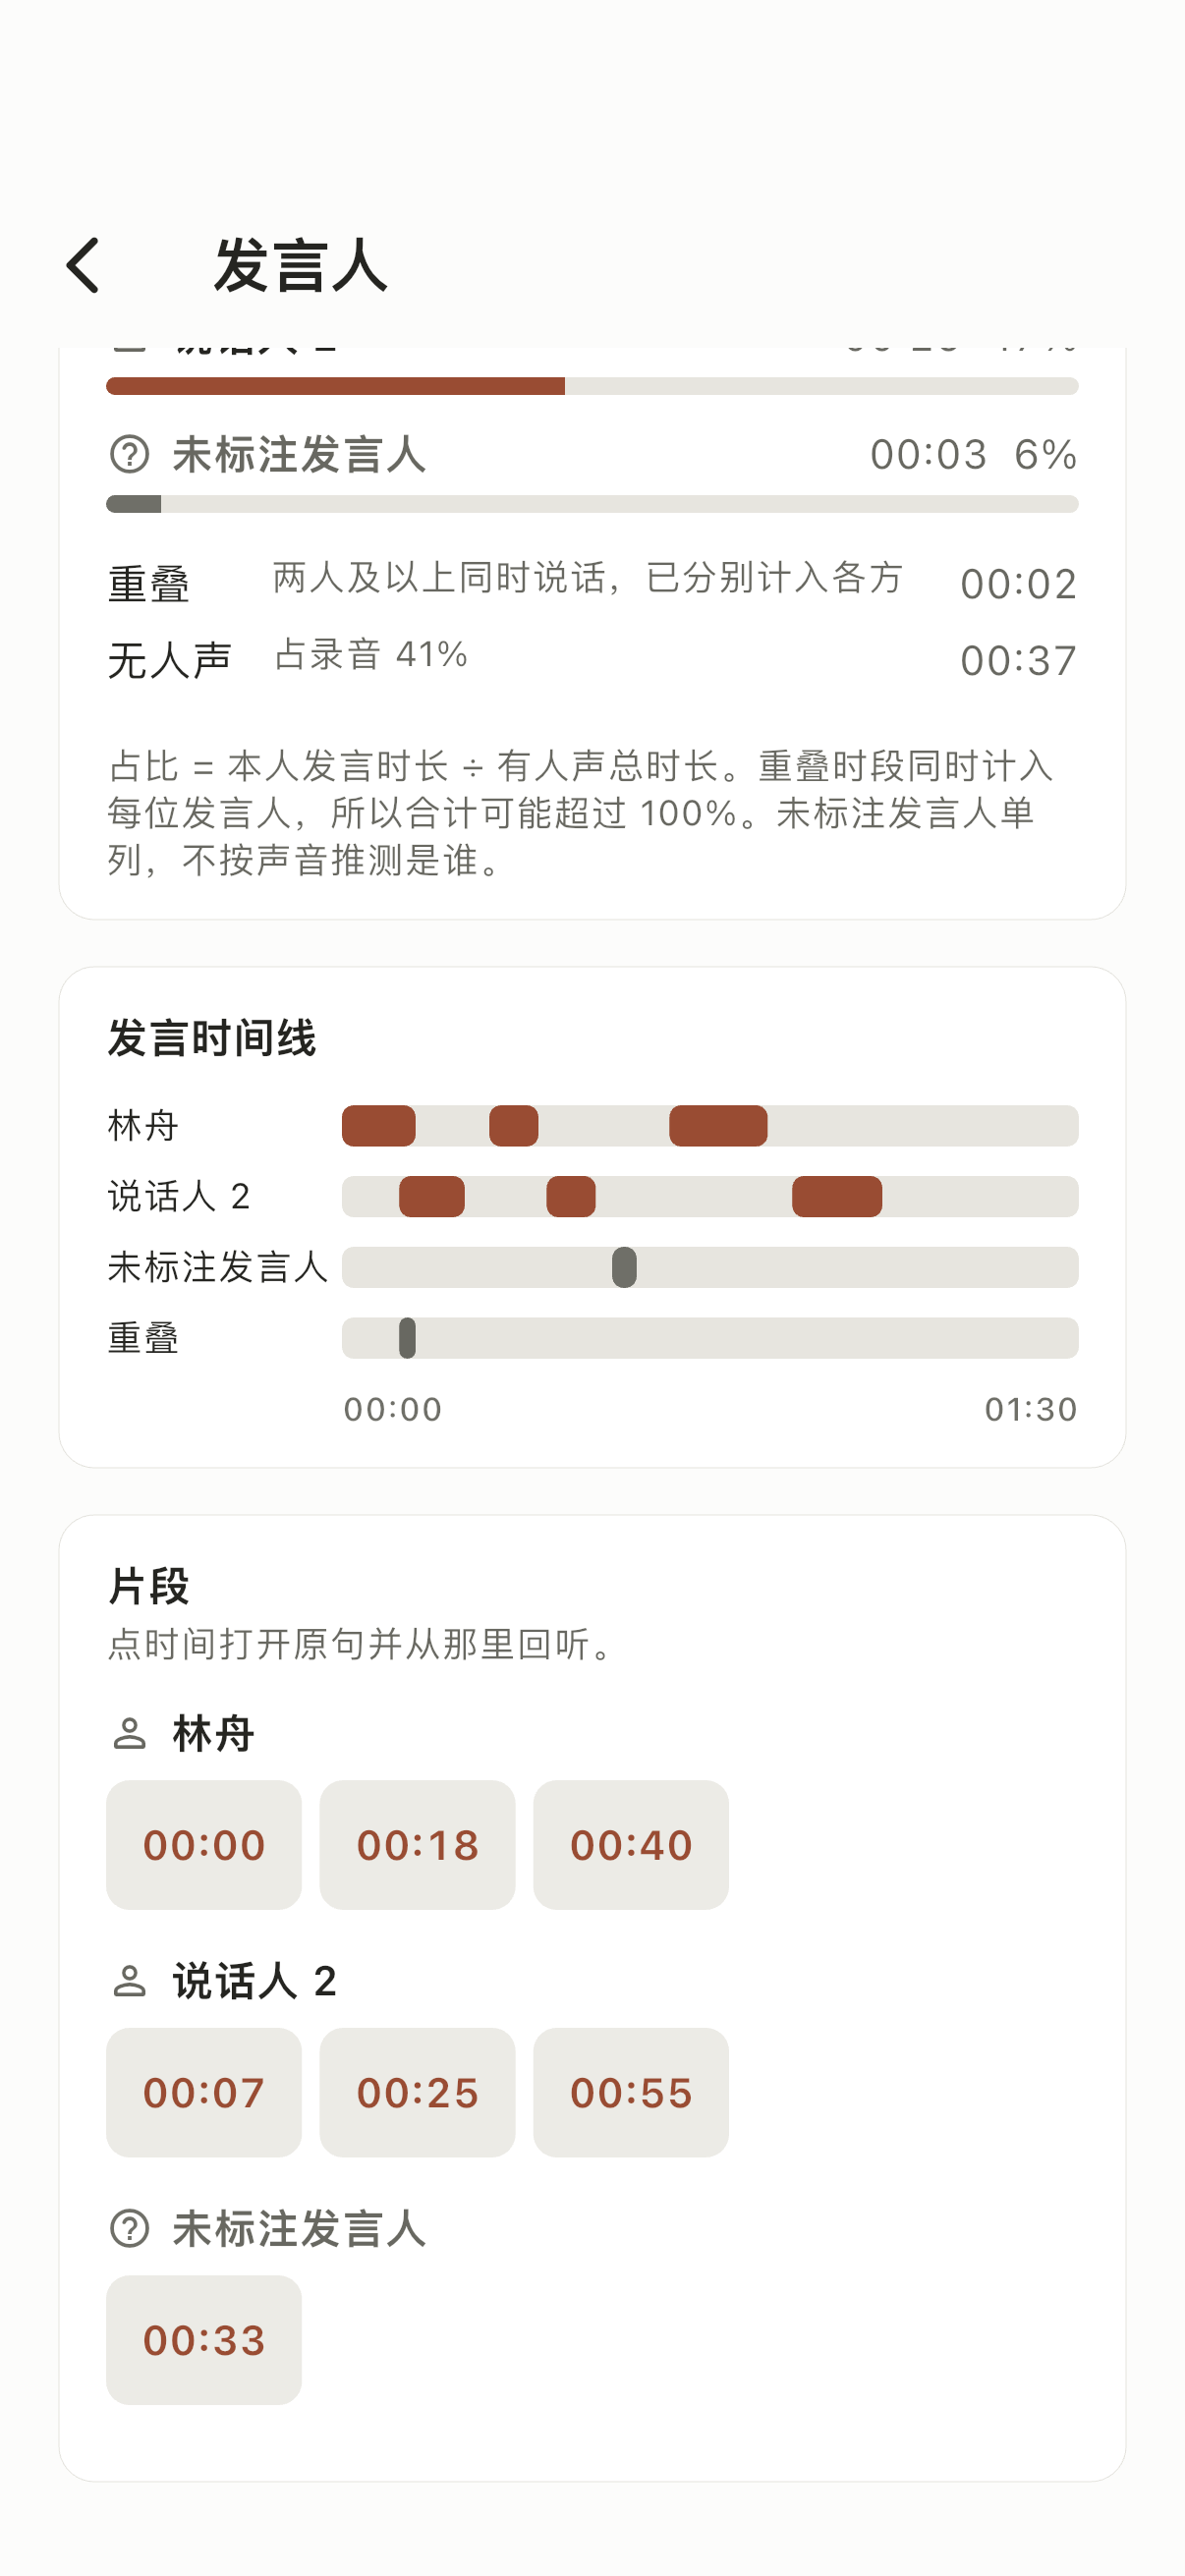 发言人
未标注发言人 00:03 6%
重叠 两人及以上同时说话，已分别计入各方 00:02
无人声 占录音 41% 00:37
占比 = 本人发言时长 ÷ 有人声总时长。重叠时段同时计入
每位发言人，所以合计可能超过 100%。未标注发言人单
列，不按声音推测是谁。
发言时间线
林舟
说话人 2
未标注发言人
重叠
00:00 01:30
片段
点时间打开原句并从那里回听。
林舟
00:00 00:18 00:40
说话人 2
00:07 00:25 00:55
未标注发言人
00:33